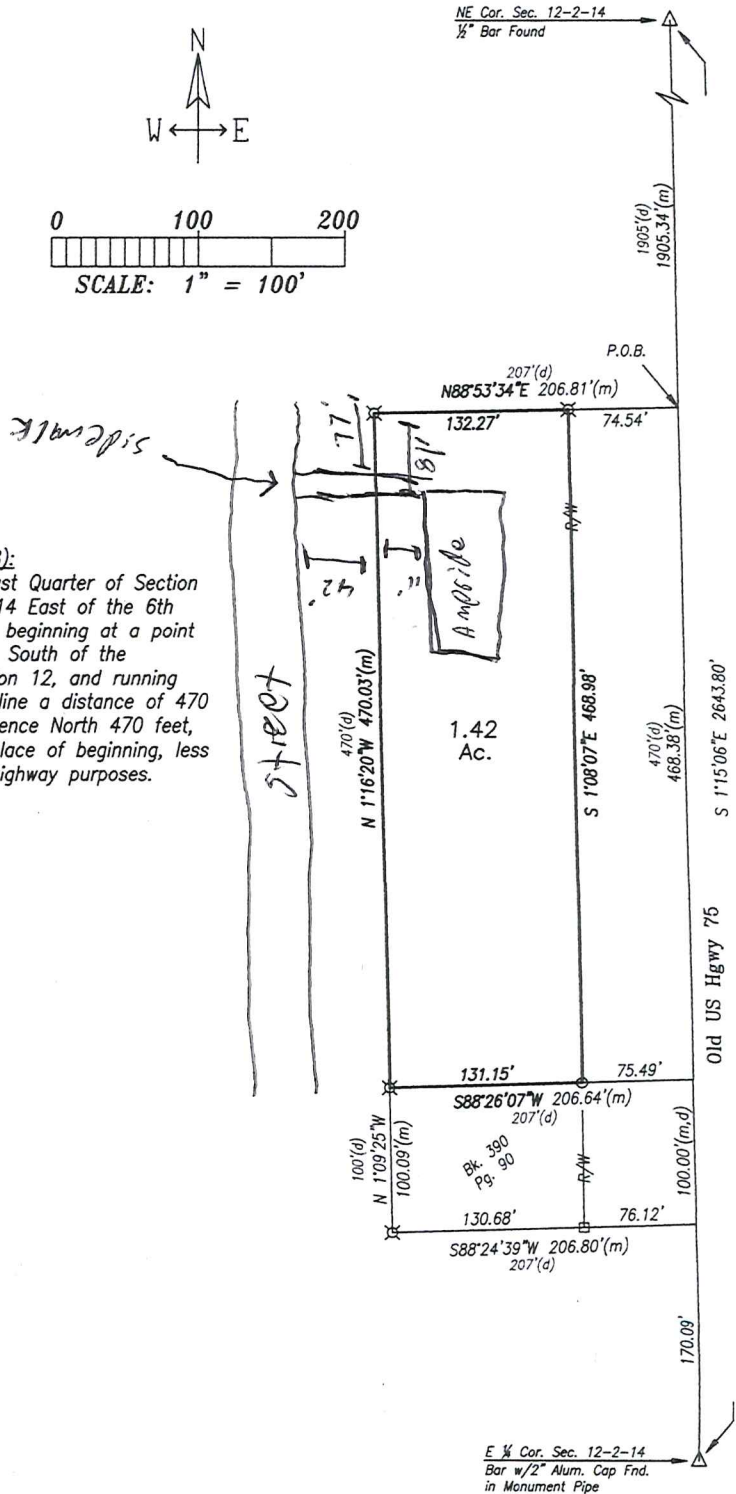 NE Cor. Sec. 12-2-14
½" Bar Found
N
W E
0 100 200
SCALE: 1" = 100'
1905'(d)
1905.34'(m)
P.O.B.
207'(d)
N88°53'34"E 206.81'(m)
132.27' 74.54'
sidewalk
R/W
Ampride
42'
11'
st Quarter of Section
14 East of the 6th
beginning at a point
South of the
on 12, and running
line a distance of 470
ence North 470 feet,
lace of beginning, less
ighway purposes.
470'(d)
N 1°16'20"W 470.03'(m)
1.42
Ac.
S 1°08'07"E 468.98'
470'(d)
468.38'(m)
S 1°15'06"E 2643.80'
Old US Hgwy 75
131.15' 75.49'
S88°26'07"W 206.64'(m)
207'(d)
100'(d)
N 1°09'25"W
100.09'(m)
Bk. 390
Pg. 90
R/W
100.00'(m,d)
130.68' 76.12'
S88°24'39"W 206.80'(m)
207'(d)
170.09'
E ¼ Cor. Sec. 12-2-14
Bar w/2" Alum. Cap Fnd.
in Monument Pipe